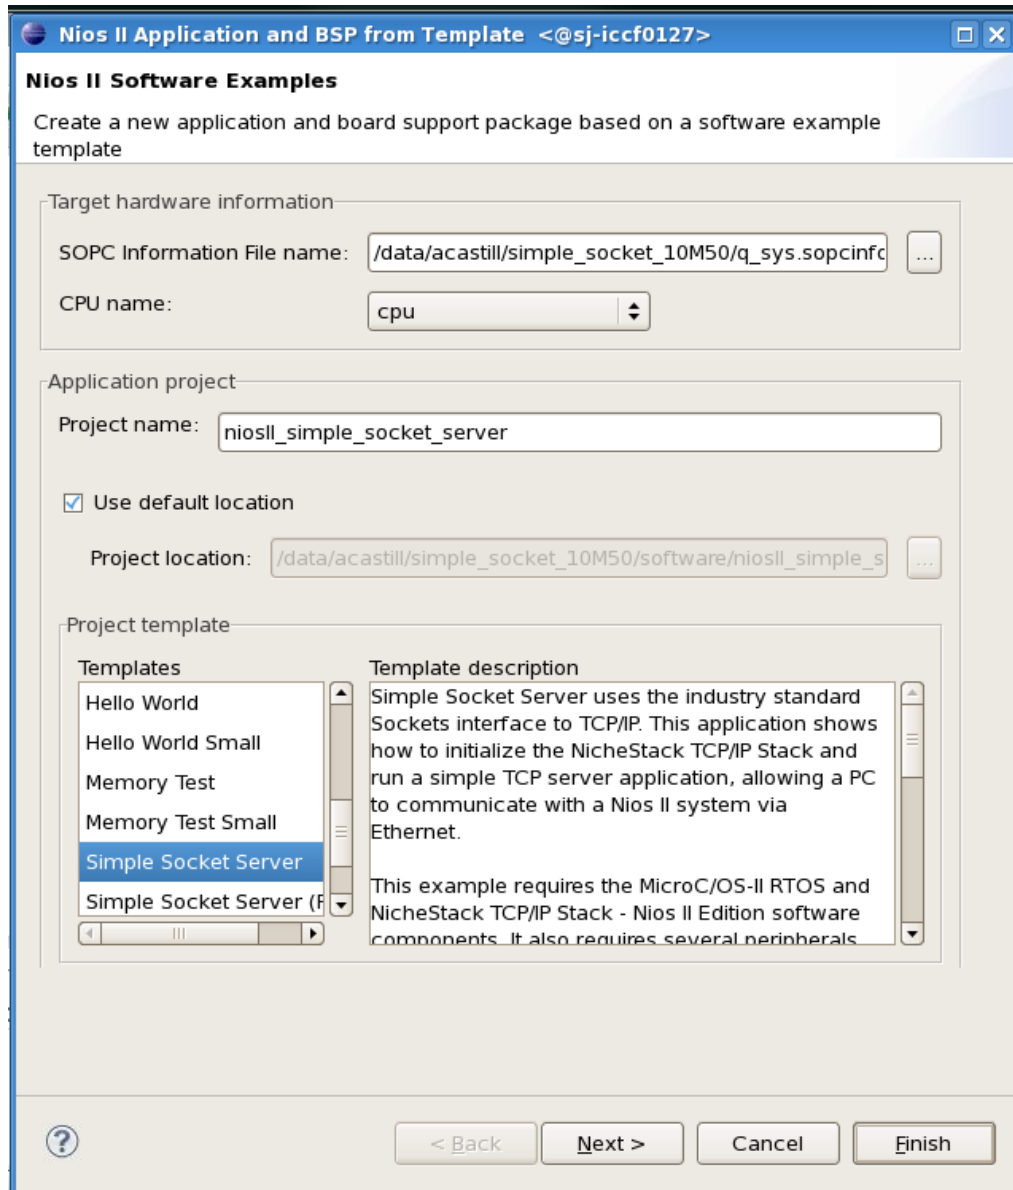 Nios II Application and BSP from Template <@sj-iccf0127>
Nios II Software Examples
Create a new application and board support package based on a software example
template
Target hardware information
SOPC Information File name: /data/acastill/simple_socket_10M50/q_sys.sopcinfo ...
CPU name: cpu
Application project
Project name: niosII_simple_socket_server
Use default location
Project location: /data/acastill/simple_socket_10M50/software/niosII_simple_s ...
Project template
Templates
Hello World
Hello World Small
Memory Test
Memory Test Small
Simple Socket Server
Simple Socket Server (R
Template description
Simple Socket Server uses the industry standard
Sockets interface to TCP/IP. This application shows
how to initialize the NicheStack TCP/IP Stack and
run a simple TCP server application, allowing a PC
to communicate with a Nios II system via
Ethernet.
This example requires the MicroC/OS-II RTOS and
NicheStack TCP/IP Stack - Nios II Edition software
components. It also requires several peripherals
?
< Back
Next >
Cancel
Finish